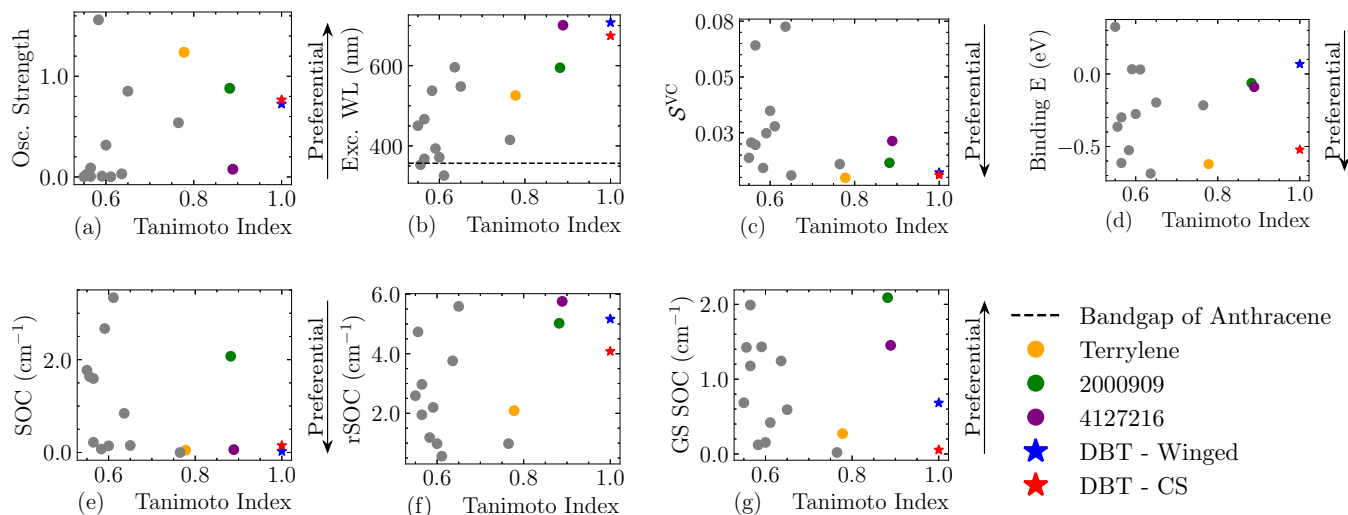 Osc. Strength
1.0
0.0
0.6 0.8 1.0
(a) Tanimoto Index
Preferential
Exc. WL (nm)
600
400
0.6 0.8 1.0
(b) Tanimoto Index
𝒮^VC
0.08
0.06
0.03
0.6 0.8 1.0
(c) Tanimoto Index
Preferential
Binding E (eV)
0.0
−0.5
0.6 0.8 1.0
(d) Tanimoto Index
Preferential
SOC (cm⁻¹)
2.0
0.0
0.6 0.8 1.0
(e) Tanimoto Index
Preferential
rSOC (cm⁻¹)
6.0
4.0
2.0
0.6 0.8 1.0
(f) Tanimoto Index
GS SOC (cm⁻¹)
2.0
1.0
0.0
0.6 0.8 1.0
(g) Tanimoto Index
Preferential
Bandgap of Anthracene
Terrylene
2000909
4127216
DBT - Winged
DBT - CS